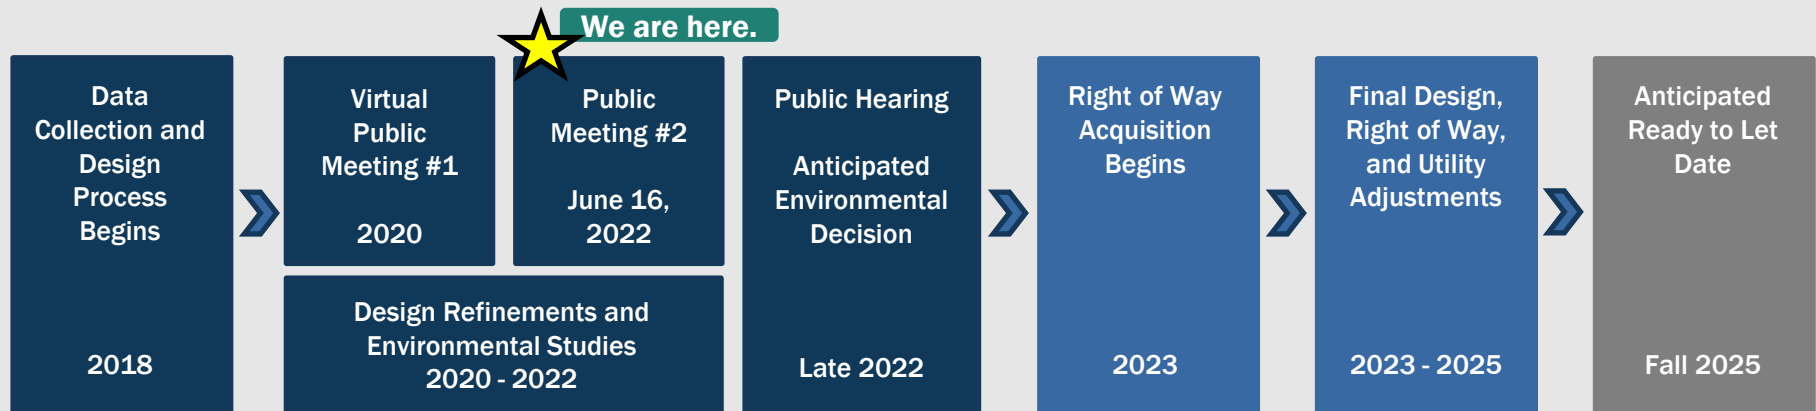 We are here.
Data
Collection and
Design
Process
Begins
2018
Virtual
Public
Meeting #1
2020
Public
Meeting #2
June 16,
2022
Design Refinements and
Environmental Studies
2020 - 2022
Public Hearing
Anticipated
Environmental
Decision
Late 2022
Right of Way
Acquisition
Begins
2023
Final Design,
Right of Way,
and Utility
Adjustments
2023 - 2025
Anticipated
Ready to Let
Date
Fall 2025